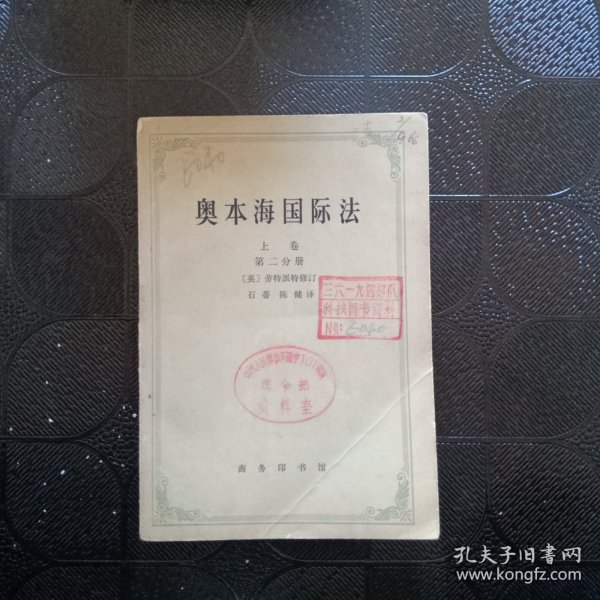 奥本海国际法
上 卷
第二分册
〔英〕劳特派特修订
石蒂 陈健译
三六一九四部队
科技图书资料
№: 5040
司令部
资料室
商务印书馆
5040
孔夫子旧书网
www.kongfz.com